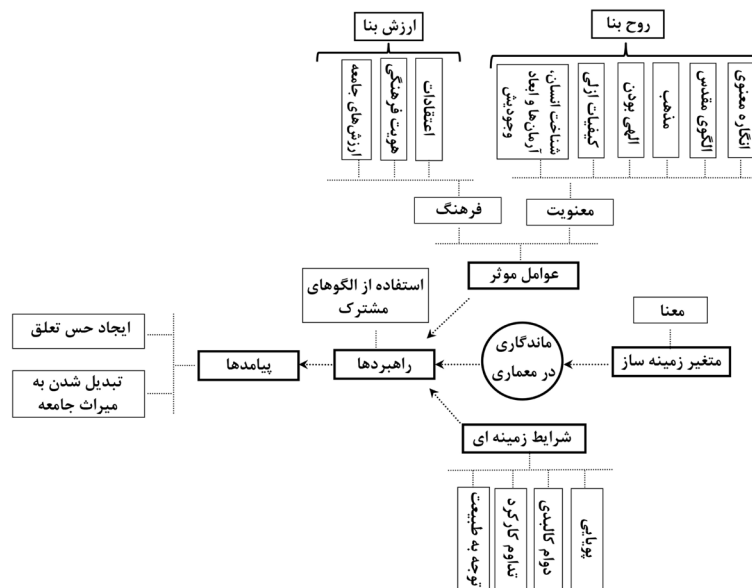 روح بنا
ارزش بنا
انگاره معنوی
الگوی مقدس
مذهب
الهی بودن
کیفیات ازلی
شناخت انسان،
آرمان‌ها و ابعاد
وجودیش
اعتقادات
هویت فرهنگی
ارزش‌های جامعه
معنویت
فرهنگ
عوامل موثر
استفاده از الگوهای
مشترک
معنا
متغیر زمینه ساز
ماندگاری
در معماری
راهبردها
پیامدها
ایجاد حس تعلق
تبدیل شدن به
میراث جامعه
شرایط زمینه ای
پویایی
دوام کالبدی
تداوم کارکرد
توجه به طبیعت